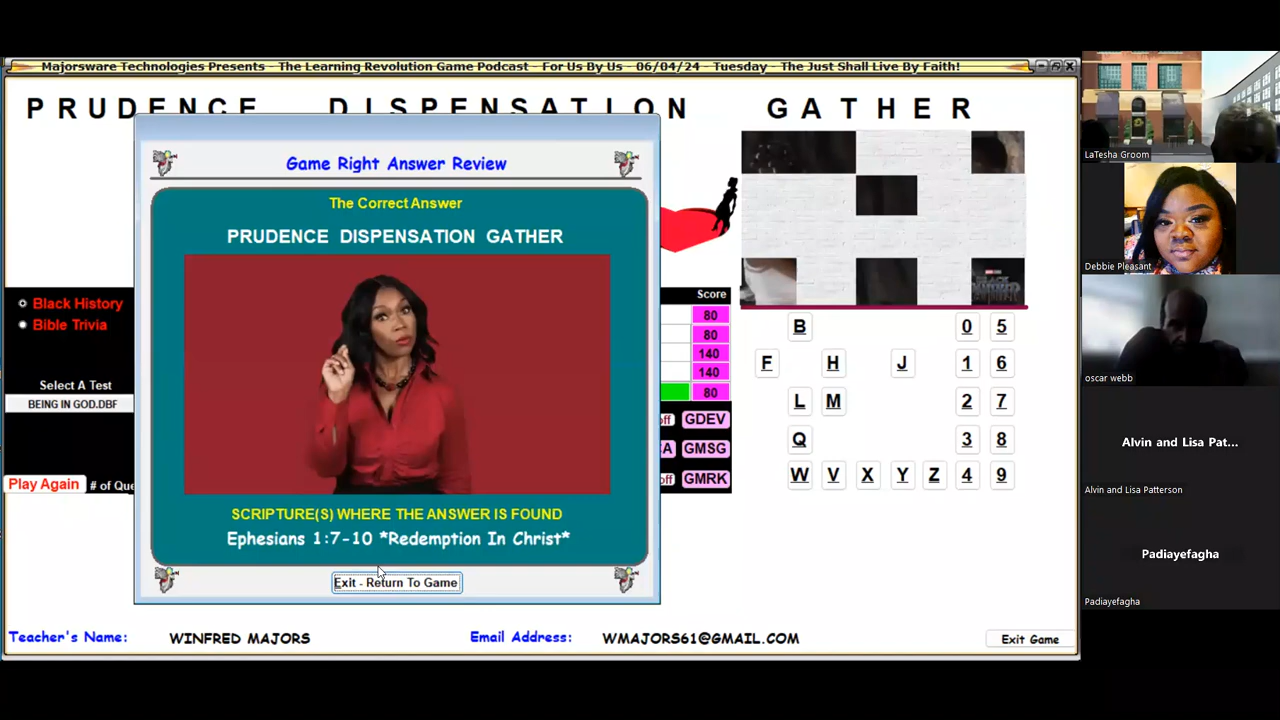 Majorsware Technologies Presents - The Learning Revolution Game Podcast - For Us By Us - 06/04/24 - Tuesday - The Just Shall Live By Faith!
PRUDENCE DISPENSATION GATHER
Game Right Answer Review
The Correct Answer
PRUDENCE DISPENSATION GATHER
SCRIPTURE(S) WHERE THE ANSWER IS FOUND
Ephesians 1:7-10 *Redemption In Christ*
Exit - Return To Game
Black History
Bible Trivia
Select A Test
BEING IN GOD.DBF
Play Again
# of Que
Score
80
80
140
140
80
off GDEV
CA GMSG
off GMRK
BLACK PANTHER
B 0 5
F H J 1 6
L M 2 7
Q 3 8
W V X Y Z 4 9
Teacher's Name: WINFRED MAJORS Email Address: WMAJORS61@GMAIL.COM
Exit Game
LaTesha Groom
Debbie Pleasant
oscar webb
Alvin and Lisa Pat...
Alvin and Lisa Patterson
Padiayefagha
Padiayefagha